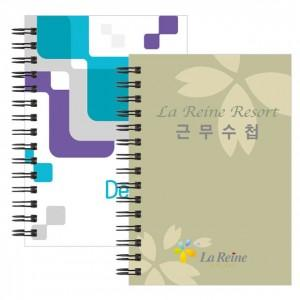 De
La Reine Resort
근무수첩
La Reine